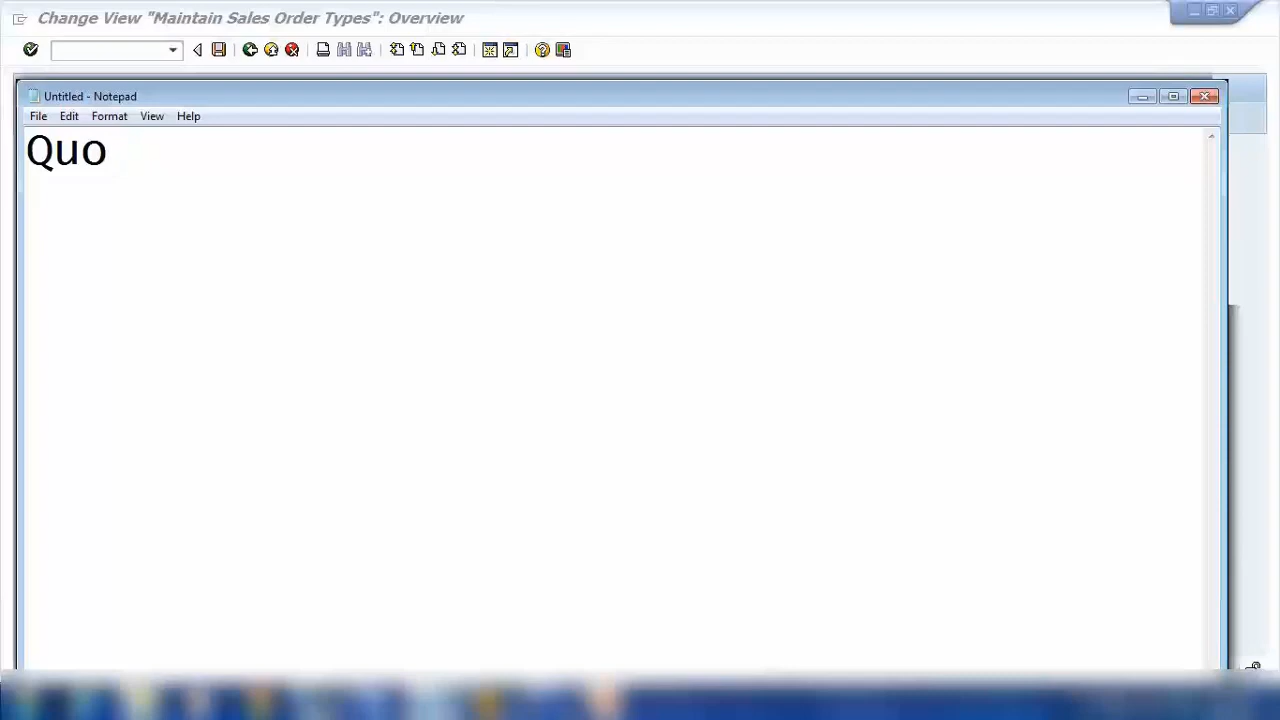 Change View "Maintain Sales Order Types": Overview
Untitled - Notepad
File Edit Format View Help
Quo